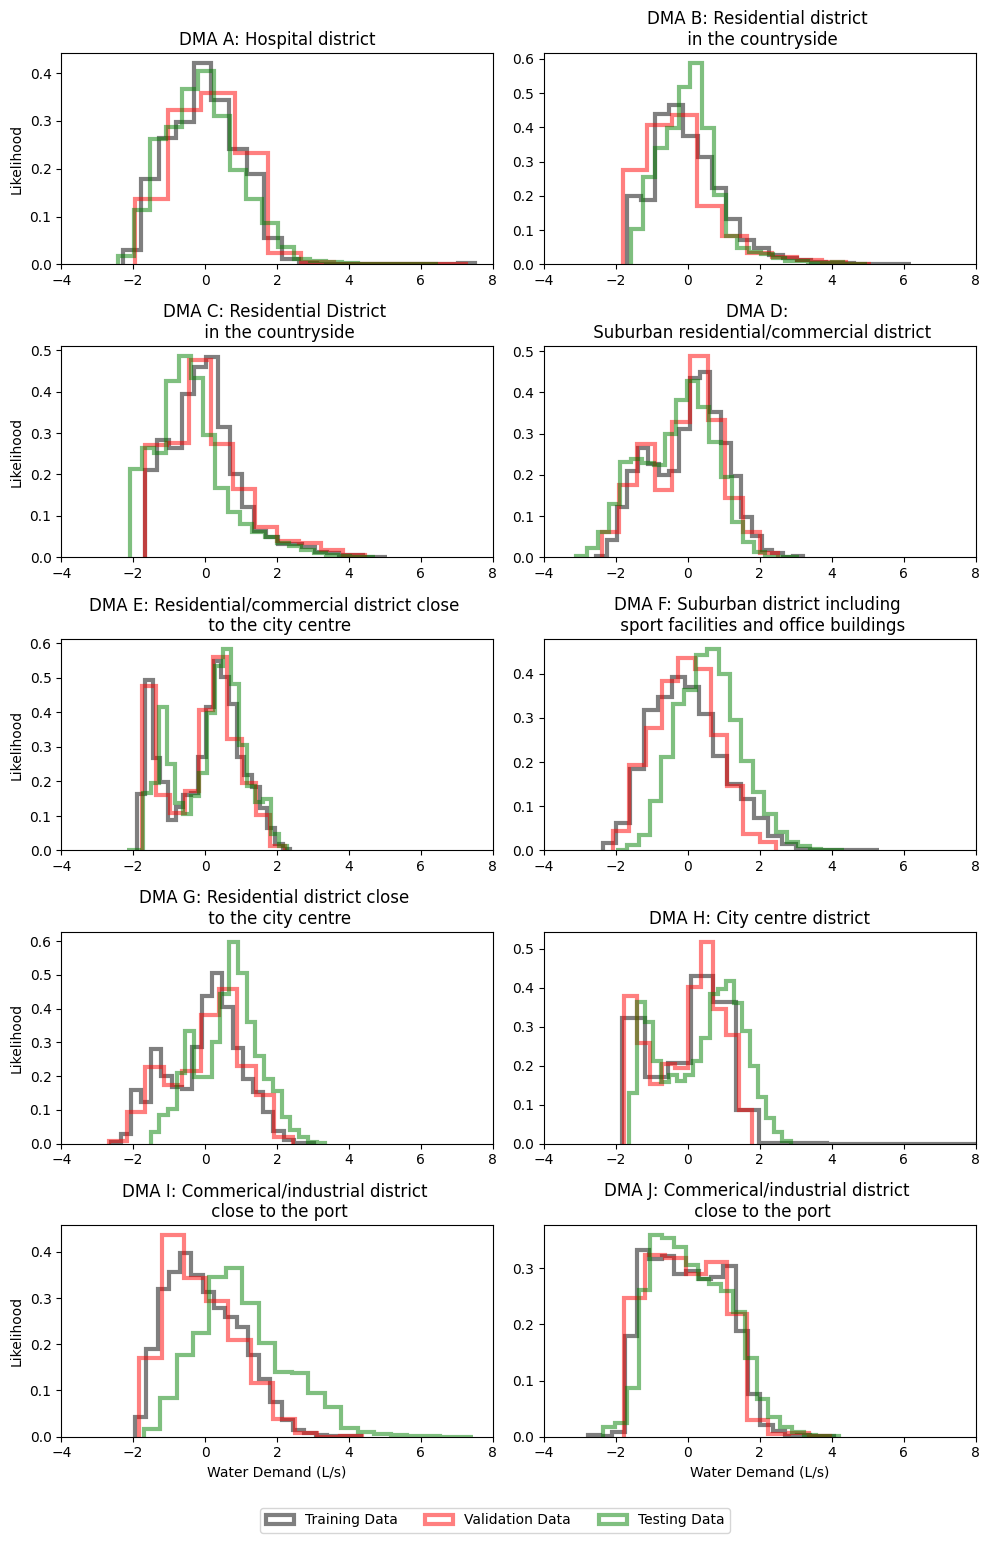 DMA A: Hospital district
Likelihood
0.4
0.3
0.2
0.1
0.0
−4 −2 0 2 4 6 8
DMA B: Residential district
in the countryside
0.6
0.5
0.4
0.3
0.2
0.1
0.0
−4 −2 0 2 4 6 8
DMA C: Residential District
in the countryside
Likelihood
0.5
0.4
0.3
0.2
0.1
0.0
−4 −2 0 2 4 6 8
DMA D:
Suburban residential/commercial district
0.5
0.4
0.3
0.2
0.1
0.0
−4 −2 0 2 4 6 8
DMA E: Residential/commercial district close
to the city centre
Likelihood
0.6
0.5
0.4
0.3
0.2
0.1
0.0
−4 −2 0 2 4 6 8
DMA F: Suburban district including
sport facilities and office buildings
0.4
0.3
0.2
0.1
0.0
−4 −2 0 2 4 6 8
DMA G: Residential district close
to the city centre
Likelihood
0.6
0.5
0.4
0.3
0.2
0.1
0.0
−4 −2 0 2 4 6 8
DMA H: City centre district
0.5
0.4
0.3
0.2
0.1
0.0
−4 −2 0 2 4 6 8
DMA I: Commerical/industrial district
close to the port
Likelihood
0.4
0.3
0.2
0.1
0.0
−4 −2 0 2 4 6 8
Water Demand (L/s)
DMA J: Commerical/industrial district
close to the port
0.3
0.2
0.1
0.0
−4 −2 0 2 4 6 8
Water Demand (L/s)
Training Data Validation Data Testing Data